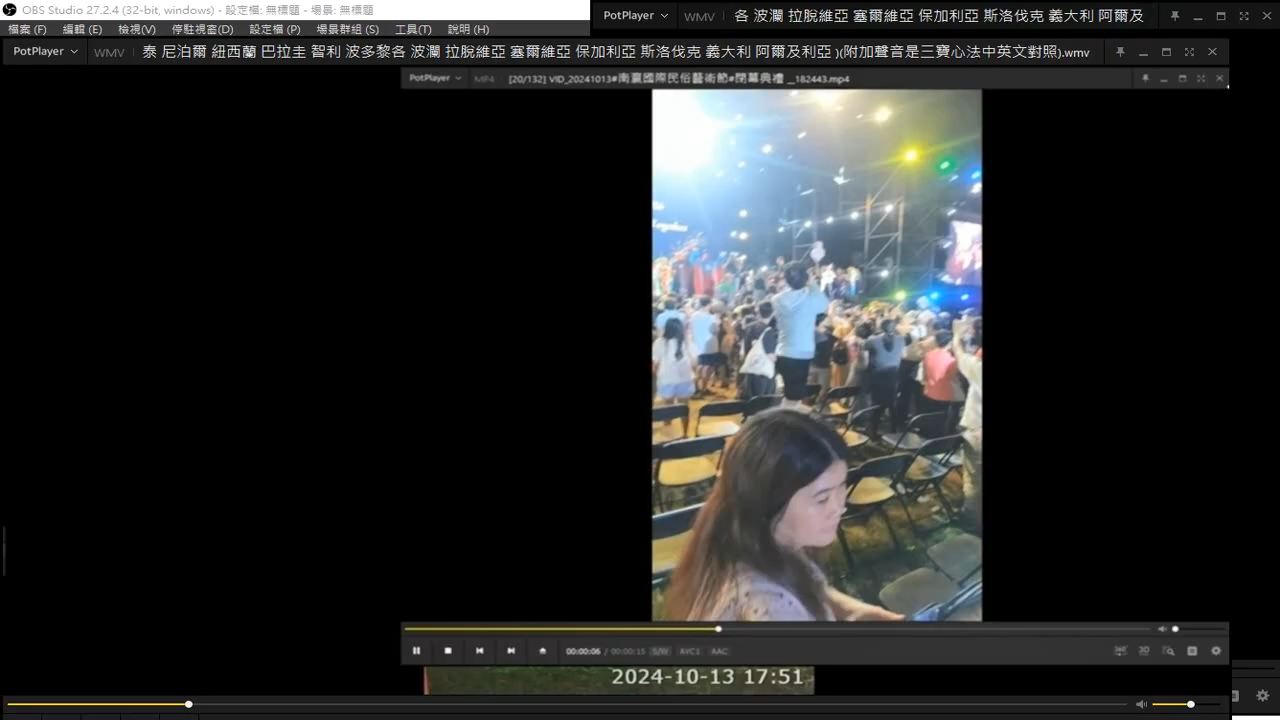 OBS Studio 27.2.4 (32-bit, windows) - 設定檔: 無標題 - 場景: 無標題
PotPlayer WMV 各 波瀾 拉脫維亞 塞爾維亞 保加利亞 斯洛伐克 義大利 阿爾及
檔案 (F) 編輯 (E) 檢視(V) 停駐視窗(D) 設定檔 (P) 場景群組 (S) 工具(T) 說明 (H)
PotPlayer WMV 泰 尼泊爾 紐西蘭 巴拉圭 智利 波多黎各 波瀾 拉脫維亞 塞爾維亞 保加利亞 斯洛伐克 義大利 阿爾及利亞 )(附加聲音是三寶心法中英文對照).wmv
PotPlayer MP4 [20/132] VID_20241013#南瀛國際民俗藝術節#閉幕典禮 _182443.mp4
00:00:06 / 00:00:15 S/W AVC1 AAC
360° 3D
2024-10-13 17:51